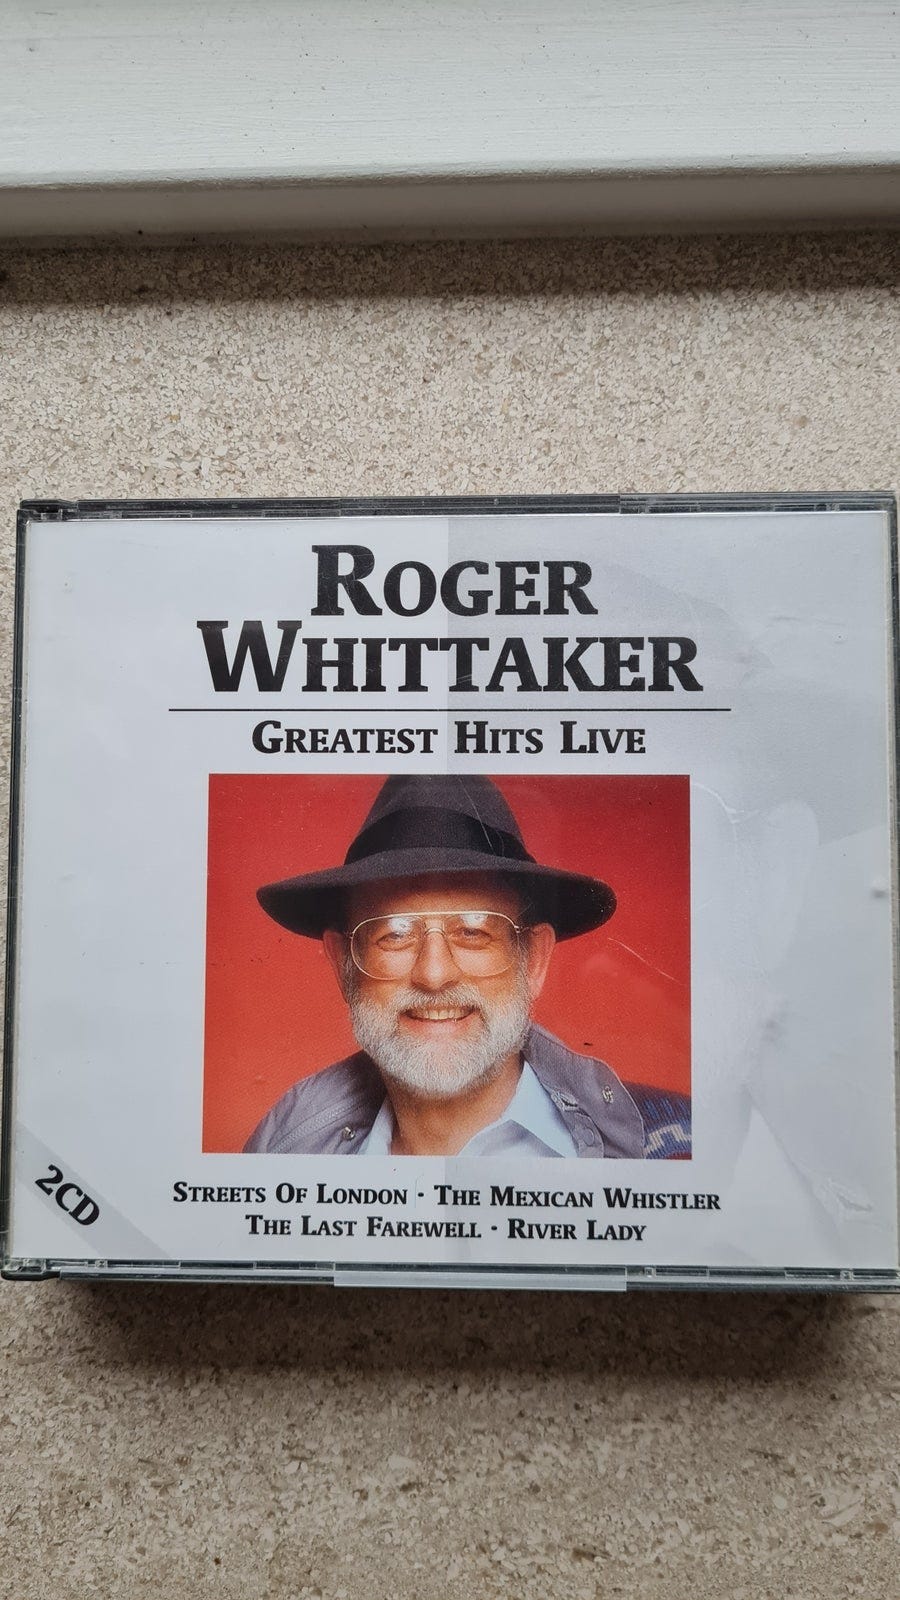 ROGER
WHITTAKER
GREATEST HITS LIVE
2CD
STREETS OF LONDON · THE MEXICAN WHISTLER
THE LAST FAREWELL · RIVER LADY